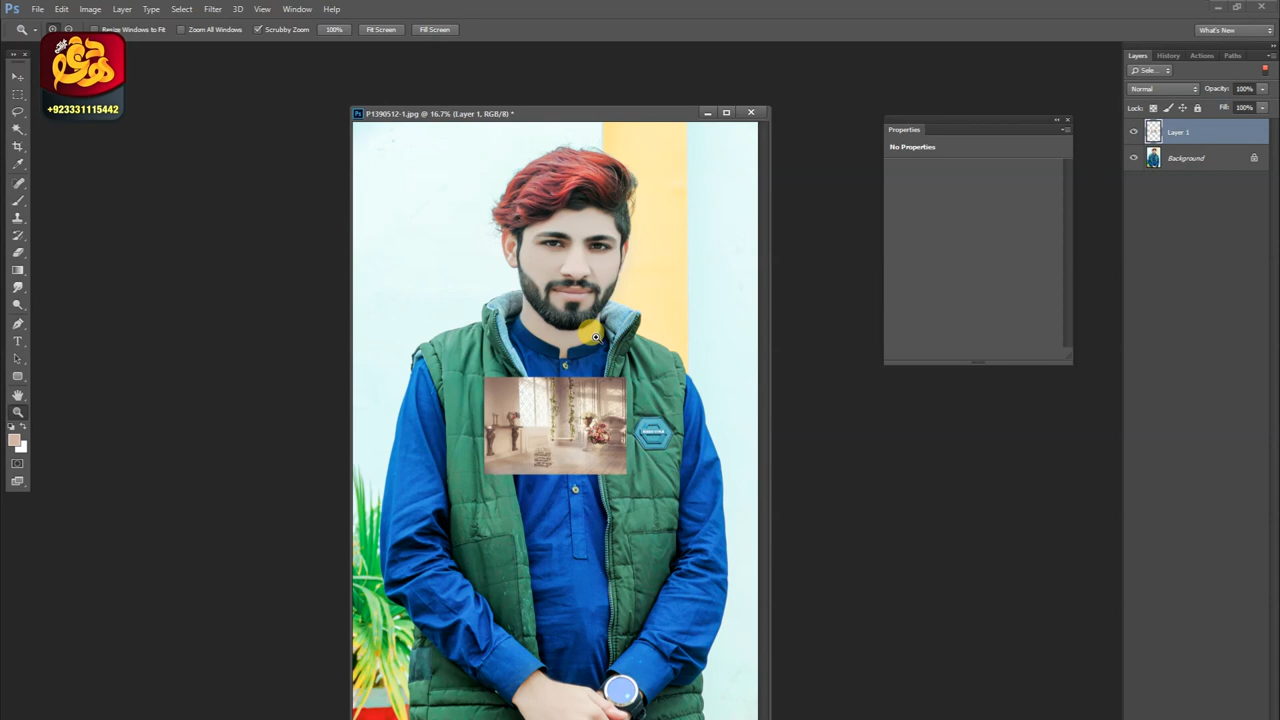 Ps File Edit Image Layer Type Select Filter 3D View Window Help
Resize Windows to Fit Zoom All Windows Scrubby Zoom 100% Fit Screen Fill Screen What's New
+923331115442
P1390512-1.jpg @ 16.7% (Layer 1, RGB/8) *
Properties
No Properties
Layers History Actions Paths
Sele...
Normal Opacity: 100%
Lock: Fill: 100%
Layer 1
Background